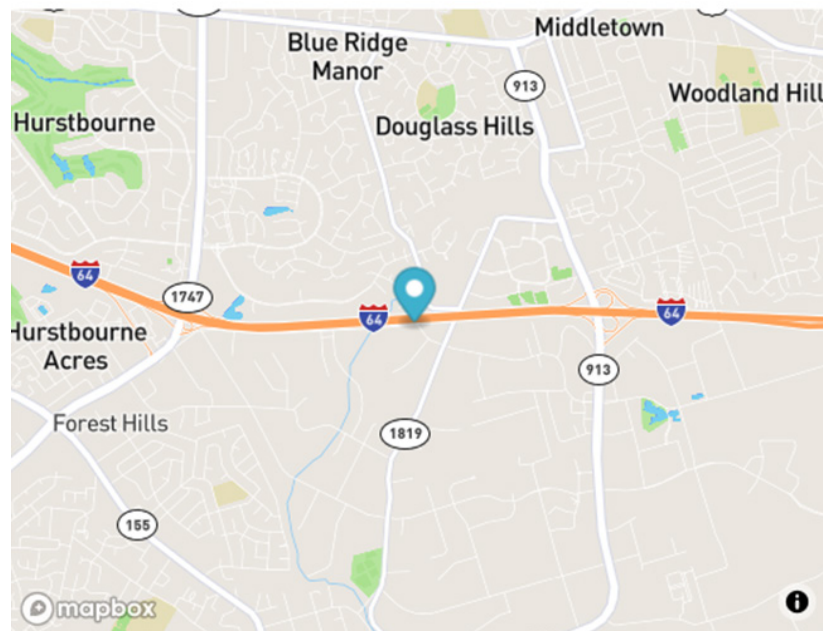 Middletown
Blue Ridge
Manor
913
Woodland Hill
Hurstbourne
Douglass Hills
64
1747
64
64
Hurstbourne
Acres
913
Forest Hills
1819
155
mapbox
i